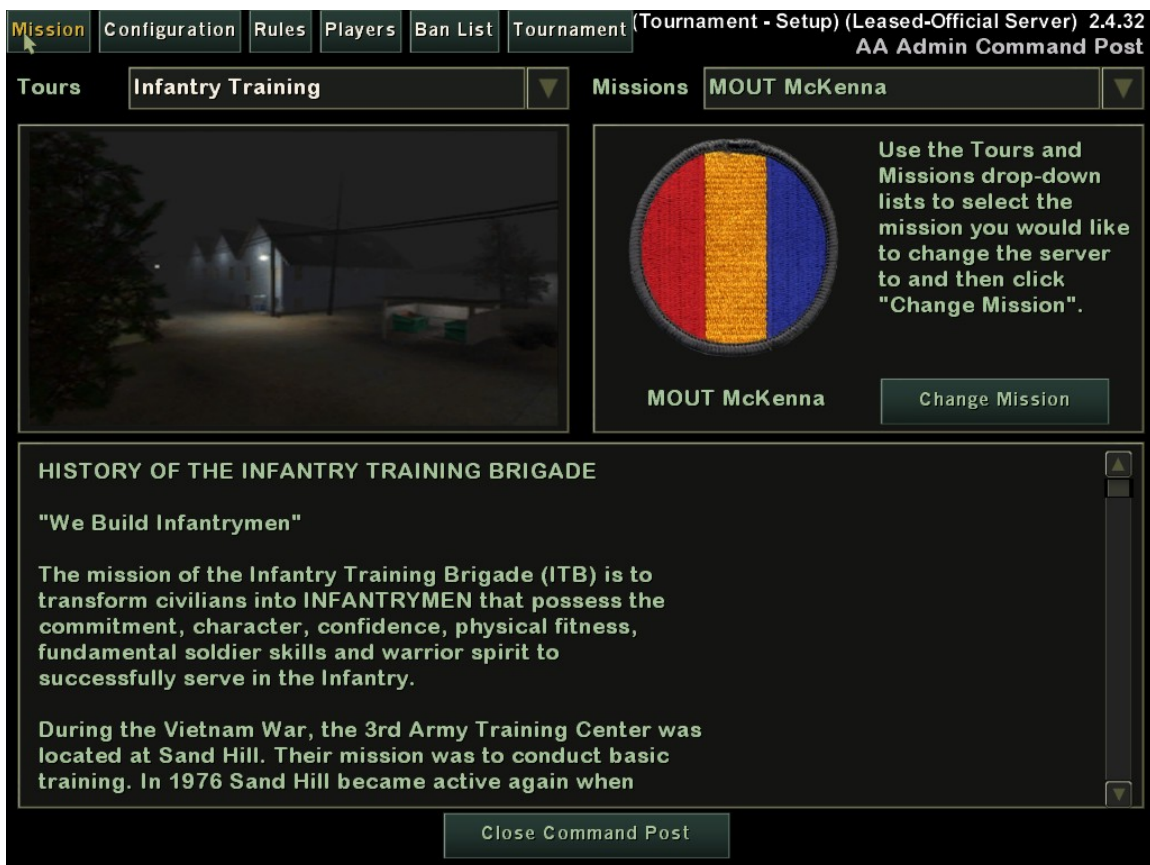 Mission Configuration Rules Players Ban List Tournament (Tournament - Setup) (Leased-Official Server) 2.4.32
AA Admin Command Post
Tours Infantry Training Missions MOUT McKenna
Use the Tours and
Missions drop-down
lists to select the
mission you would like
to change the server
to and then click
"Change Mission".
MOUT McKenna Change Mission
HISTORY OF THE INFANTRY TRAINING BRIGADE
"We Build Infantrymen"
The mission of the Infantry Training Brigade (ITB) is to
transform civilians into INFANTRYMEN that possess the
commitment, character, confidence, physical fitness,
fundamental soldier skills and warrior spirit to
successfully serve in the Infantry.
During the Vietnam War, the 3rd Army Training Center was
located at Sand Hill. Their mission was to conduct basic
training. In 1976 Sand Hill became active again when
Close Command Post